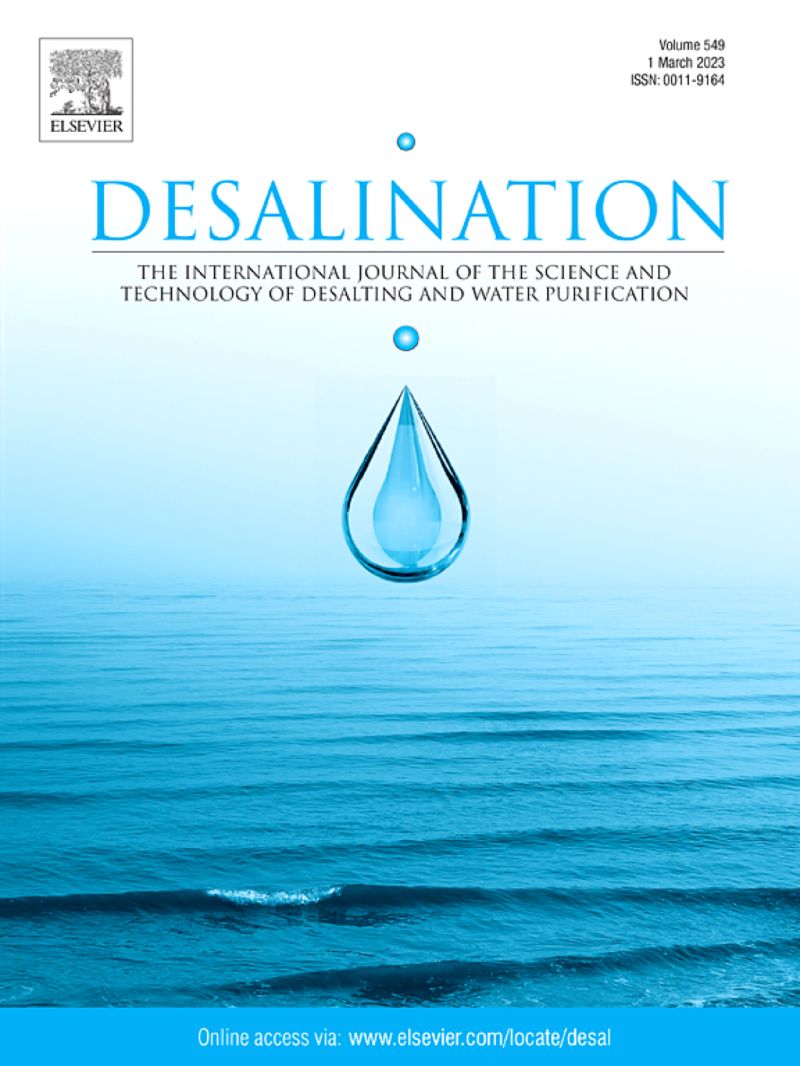 Volume 549
1 March 2023
ISSN: 0011-9164
ELSEVIER
DESALINATION
THE INTERNATIONAL JOURNAL OF THE SCIENCE AND
TECHNOLOGY OF DESALTING AND WATER PURIFICATION
Online access via: www.elsevier.com/locate/desal